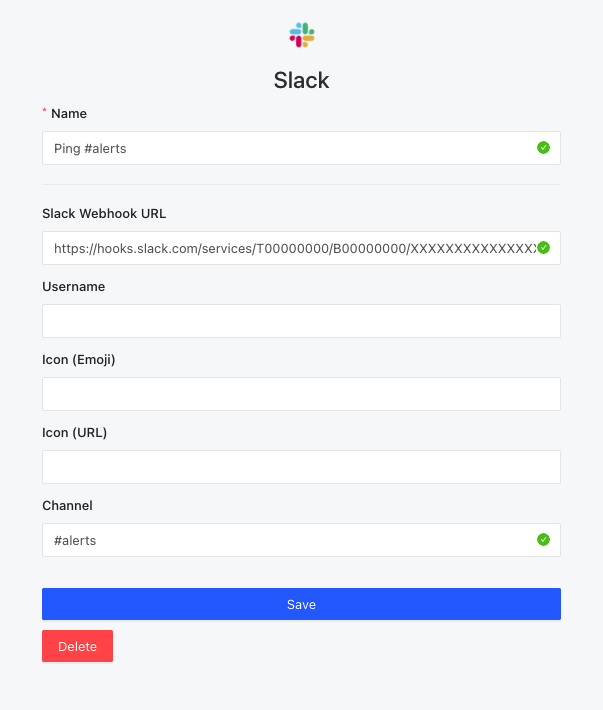 Slack
* Name
Ping #alerts
Slack Webhook URL
https://hooks.slack.com/services/T00000000/B00000000/XXXXXXXXXXXXXXX
Username
Icon (Emoji)
Icon (URL)
Channel
#alerts
Save
Delete